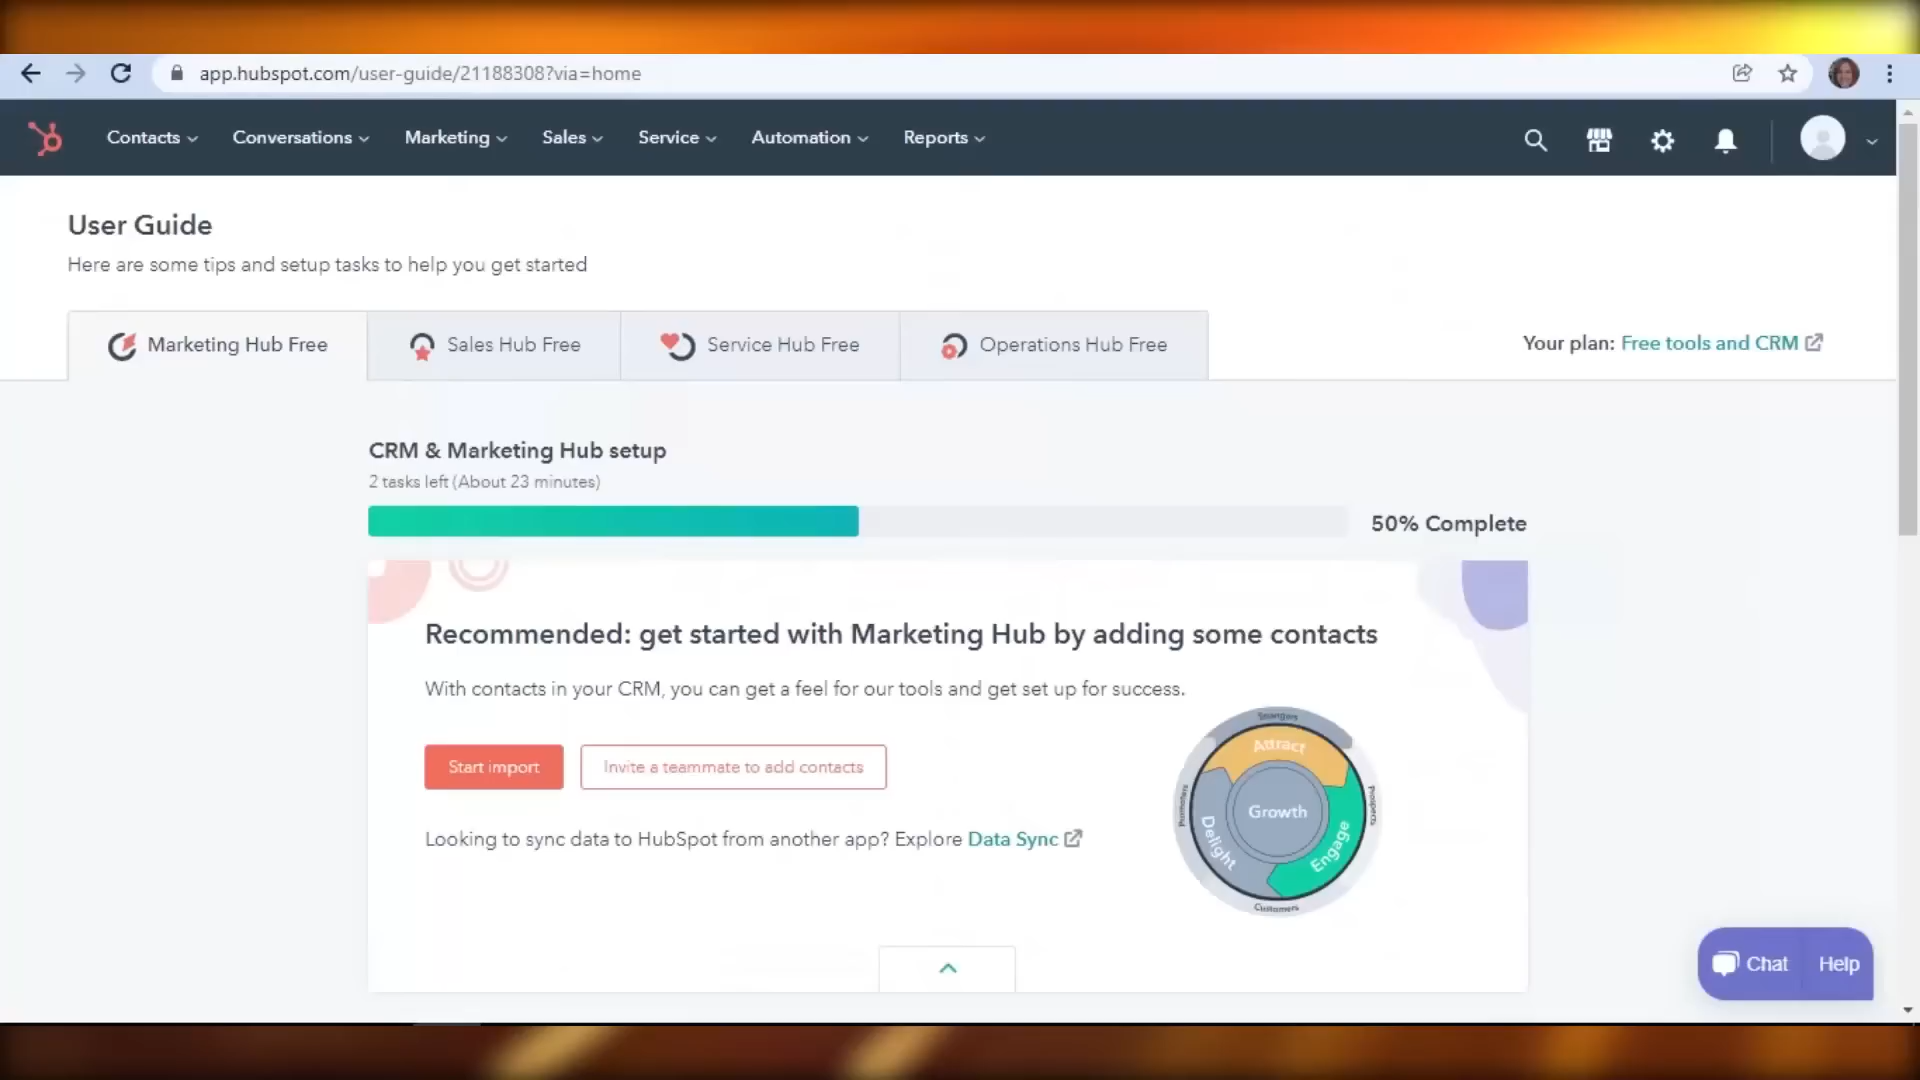 app.hubspot.com/user-guide/21188308?via=home
Contacts Conversations Marketing Sales Service Automation Reports
User Guide
Here are some tips and setup tasks to help you get started
Marketing Hub Free Sales Hub Free Service Hub Free Operations Hub Free
Your plan: Free tools and CRM
CRM & Marketing Hub setup
2 tasks left (About 23 minutes)
50% Complete
Recommended: get started with Marketing Hub by adding some contacts
With contacts in your CRM, you can get a feel for our tools and get set up for success.
Start import Invite a teammate to add contacts
Looking to sync data to HubSpot from another app? Explore Data Sync
Strangers
Attract
Prospects
Engage
Customers
Delight
Promoters
Growth
Chat Help